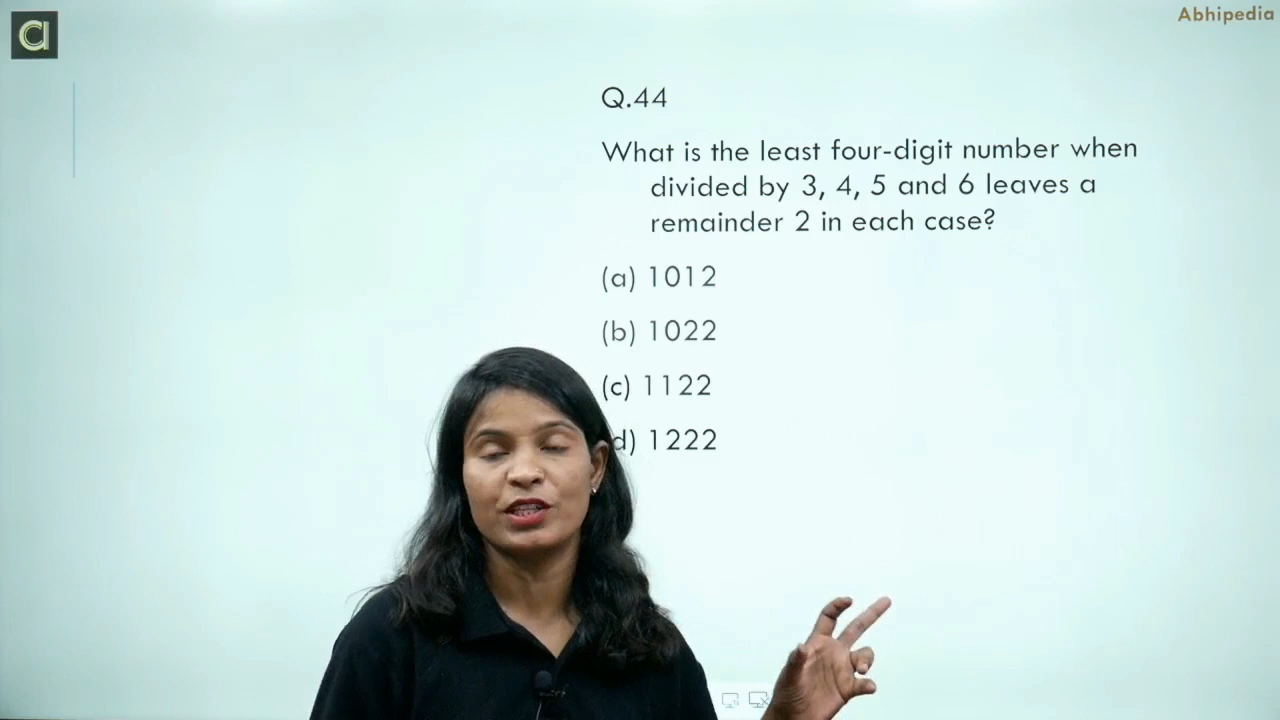 Abhipedia
Q.44
What is the least four-digit number when
divided by 3, 4, 5 and 6 leaves a
remainder 2 in each case?
(a) 1012
(b) 1022
(c) 1122
d) 1222